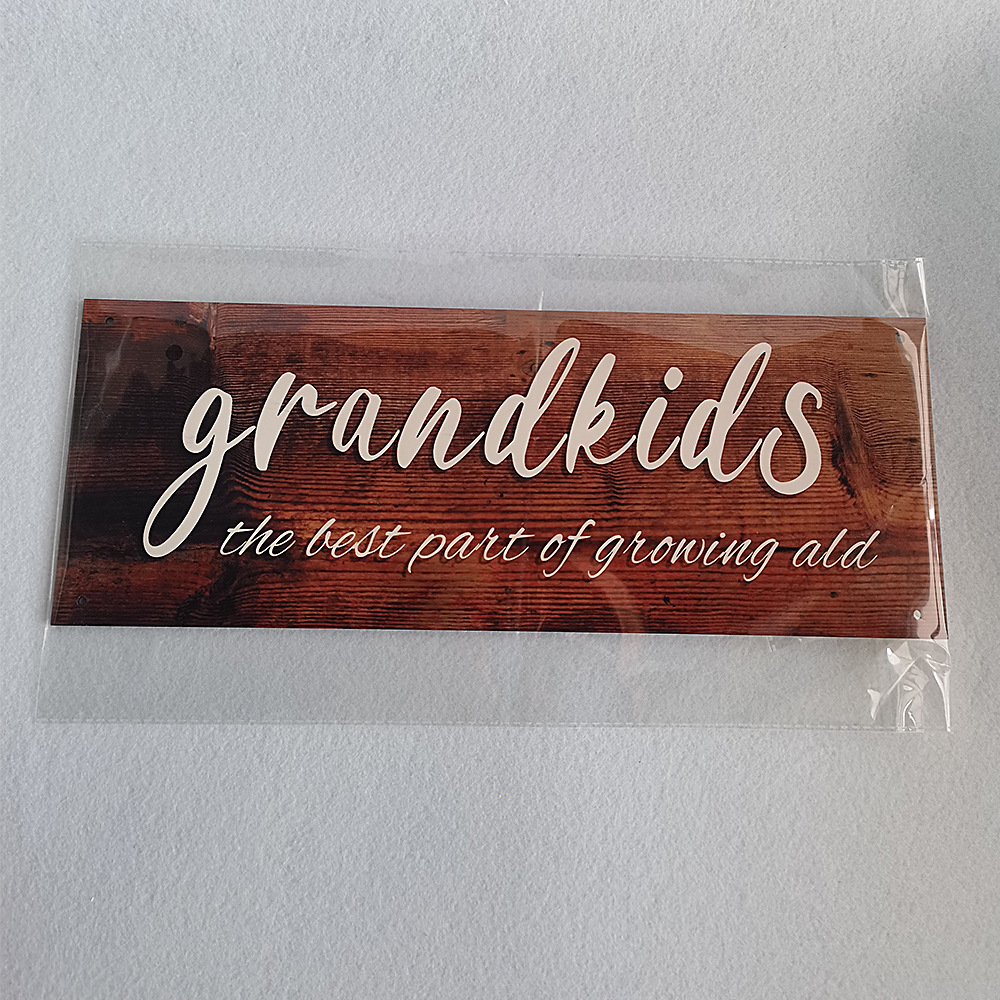 grandkids
the best part of growing ald